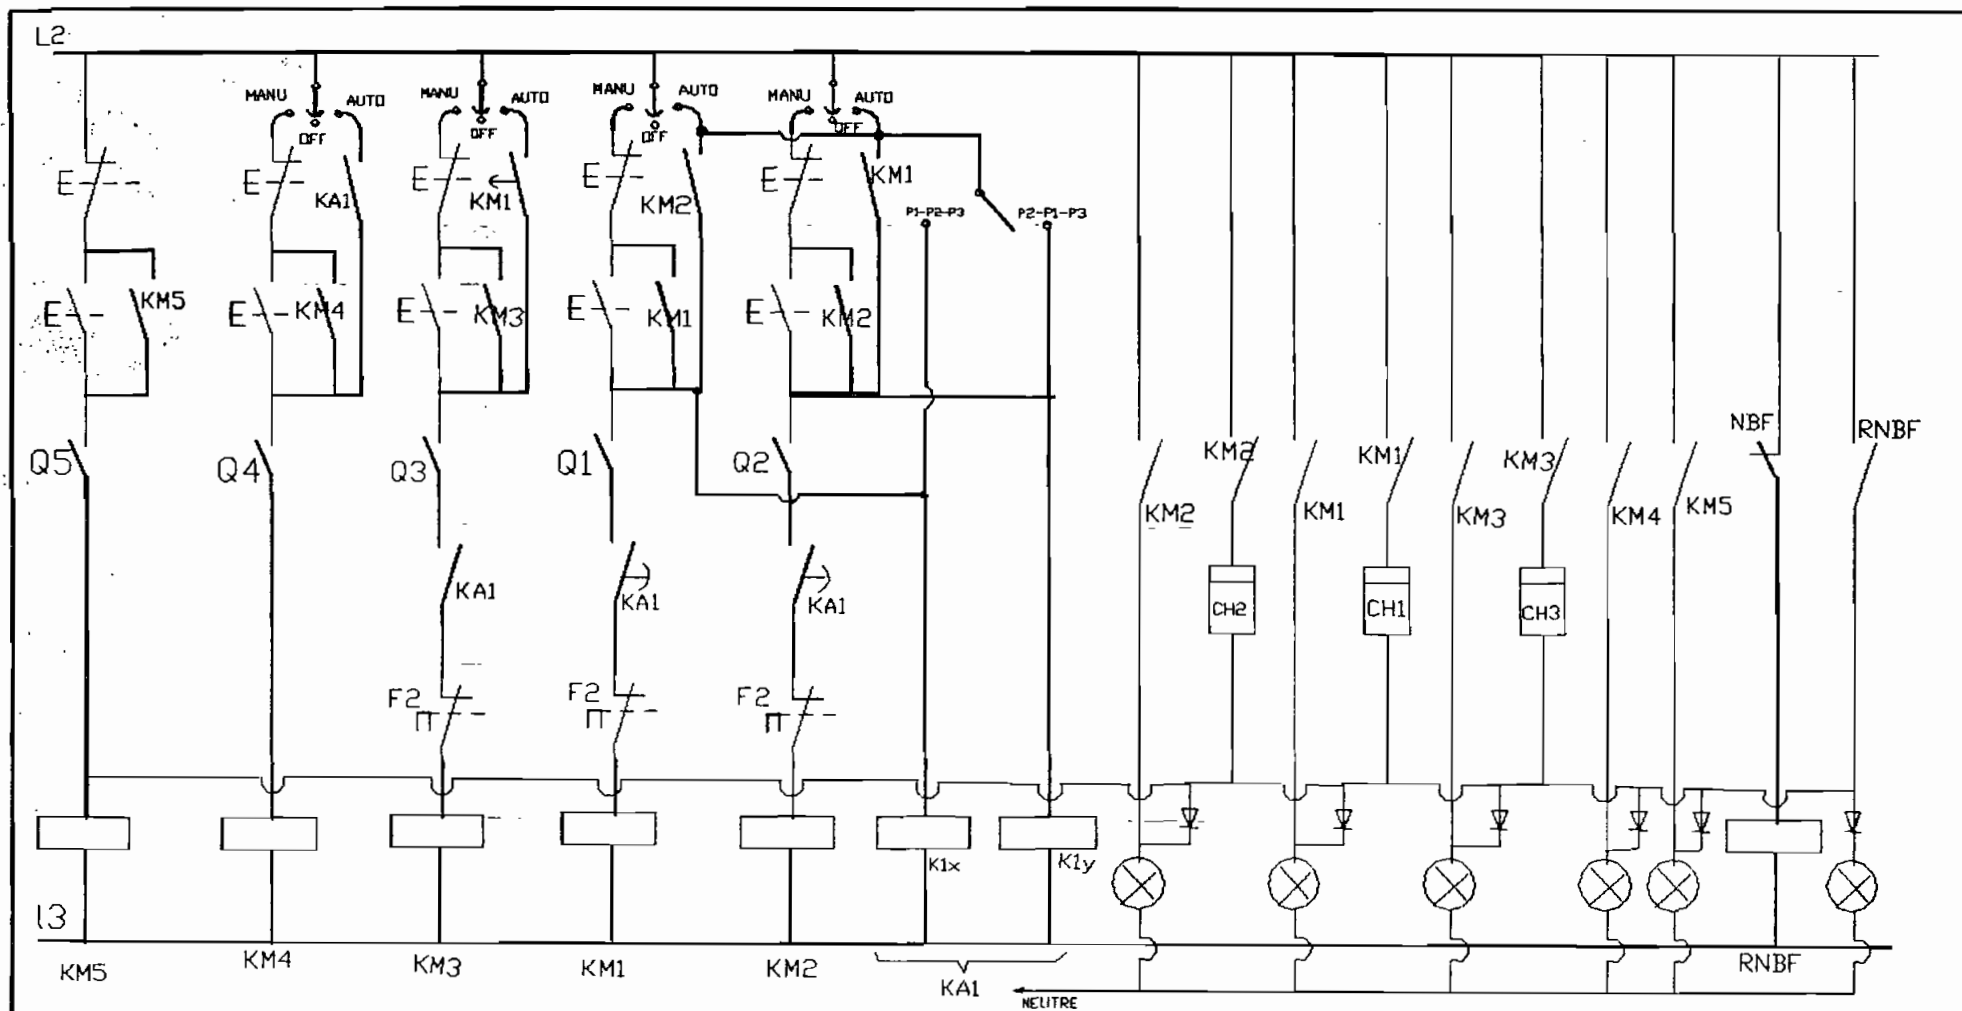 L2
MANU AUTO MANU AUTO MANU AUTO MANU AUTO
OFF OFF OFF OFF
E E KA1 E KM1 E KM2 E KM1
P1-P2-P3 P2-P1-P3
E KM5 E KM4 E KM3 E KM1 E KM2
Q5 Q4 Q3 Q1 Q2 KM2 KM1 KM3 NBF RNBF
KM2 KM1 KM3 KM4 KM5
KA1 KA1 KA1 CH2 CH1 CH3
F2 F2 F2
K1x K1y
l3
KM5 KM4 KM3 KM1 KM2 KA1 RNBF
NEUTRE